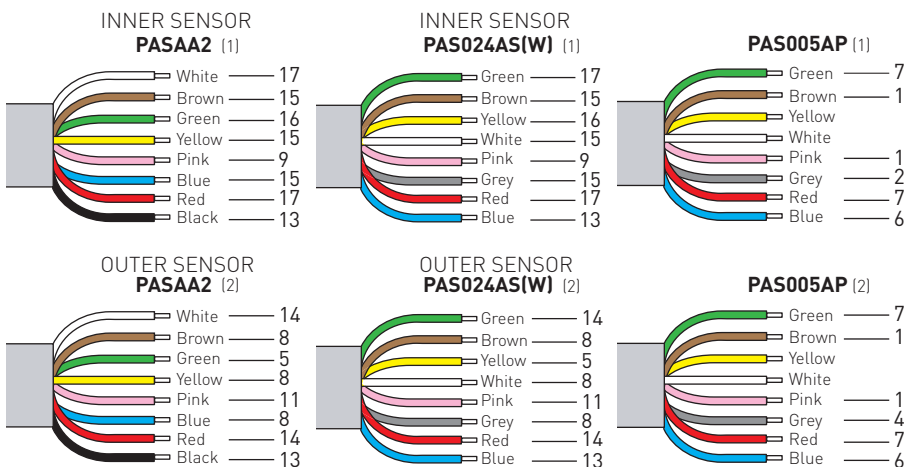 INNER SENSOR
PASAA2 (1)
White 17
Brown 15
Green 16
Yellow 15
Pink 9
Blue 15
Red 17
Black 13
INNER SENSOR
PAS024AS(W) (1)
Green 17
Brown 15
Yellow 16
White 15
Pink 9
Grey 15
Red 17
Blue 13
PAS005AP (1)
Green 7
Brown 1
Yellow
White
Pink 1
Grey 2
Red 7
Blue 6
OUTER SENSOR
PASAA2 (2)
White 14
Brown 8
Green 5
Yellow 8
Pink 11
Blue 8
Red 14
Black 13
OUTER SENSOR
PAS024AS(W) (2)
Green 14
Brown 8
Yellow 5
White 8
Pink 11
Grey 8
Red 14
Blue 13
PAS005AP (2)
Green 7
Brown 1
Yellow
White
Pink 1
Grey 4
Red 7
Blue 6